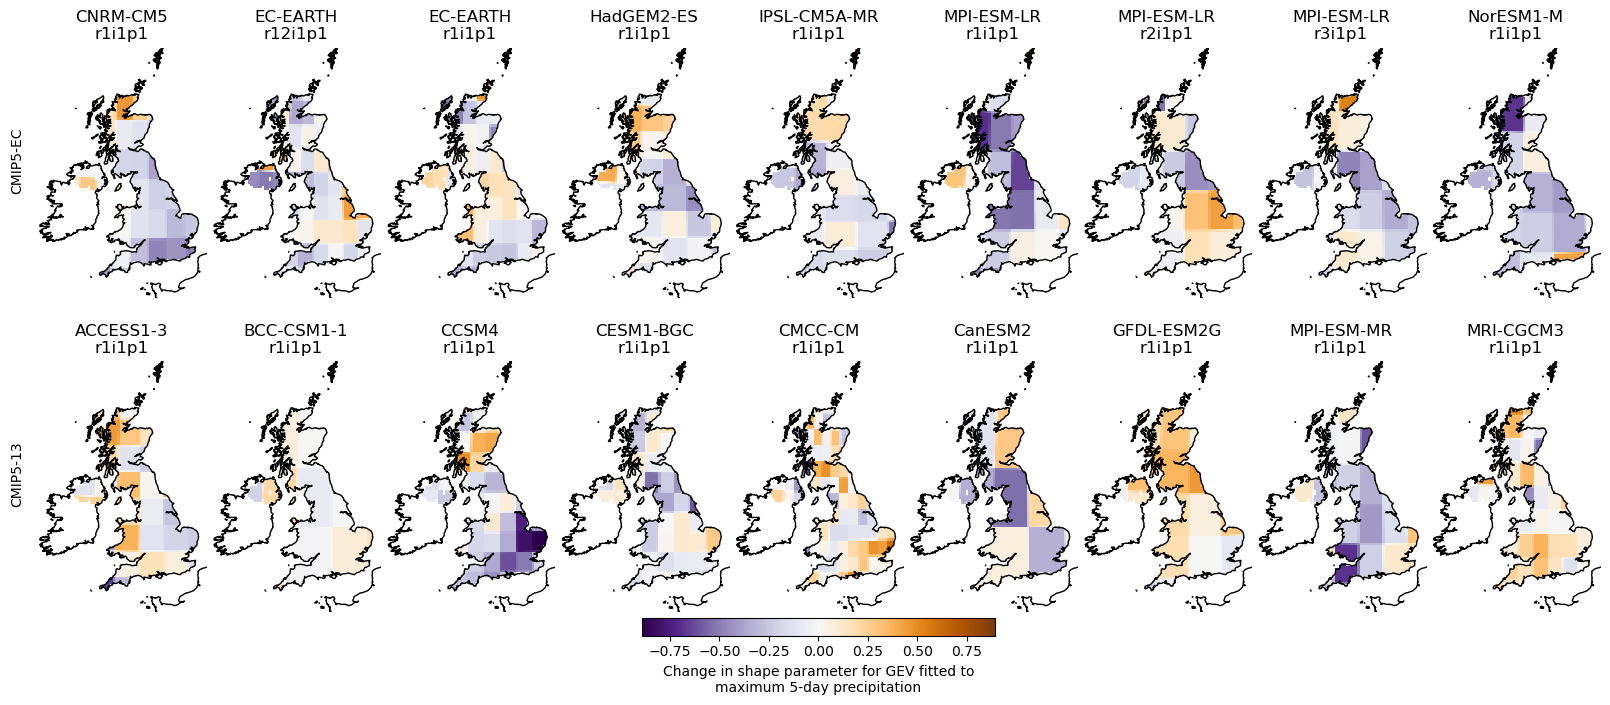 CNRM-CM5 EC-EARTH EC-EARTH HadGEM2-ES IPSL-CM5A-MR MPI-ESM-LR MPI-ESM-LR MPI-ESM-LR NorESM1-M
r1i1p1 r12i1p1 r1i1p1 r1i1p1 r1i1p1 r1i1p1 r2i1p1 r3i1p1 r1i1p1
CMIP5-EC
ACCESS1-3 BCC-CSM1-1 CCSM4 CESM1-BGC CMCC-CM CanESM2 GFDL-ESM2G MPI-ESM-MR MRI-CGCM3
r1i1p1 r1i1p1 r1i1p1 r1i1p1 r1i1p1 r1i1p1 r1i1p1 r1i1p1 r1i1p1
CMIP5-13
−0.75 −0.50 −0.25 0.00 0.25 0.50 0.75
Change in shape parameter for GEV fitted to
maximum 5-day precipitation